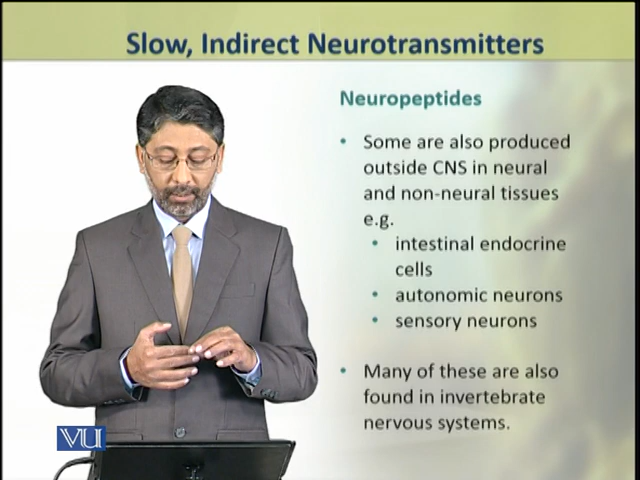 Slow, Indirect Neurotransmitters
Neuropeptides
• Some are also produced
outside CNS in neural
and non-neural tissues
e.g.
• intestinal endocrine
cells
• autonomic neurons
• sensory neurons
• Many of these are also
found in invertebrate
nervous systems.
VU